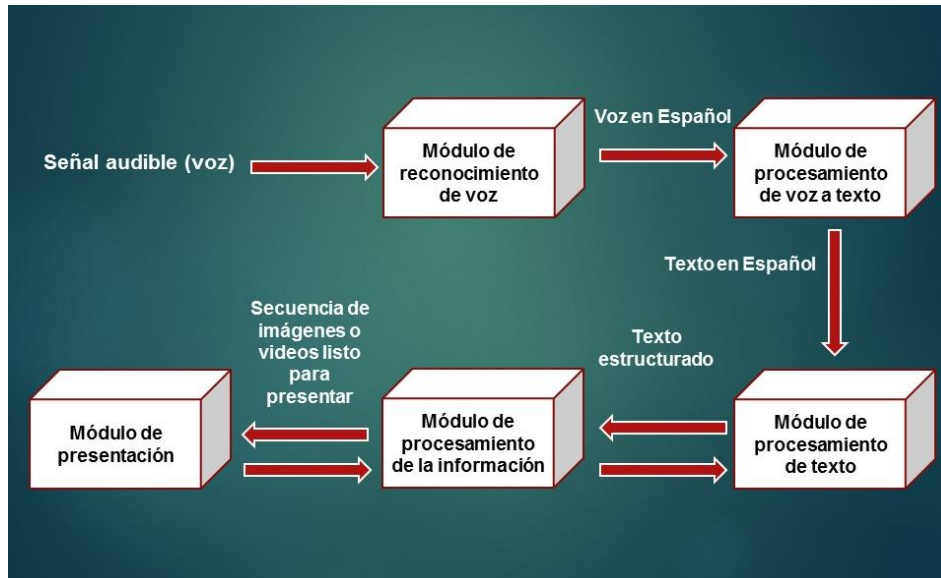 Señal audible (voz)
Módulo de
reconocimiento
de voz
Voz en Español
Módulo de
procesamiento
de voz a texto
Texto en Español
Módulo de
procesamiento
de texto
Texto
estructurado
Módulo de
procesamiento
de la información
Secuencia de
imágenes o
videos listo
para
presentar
Módulo de
presentación